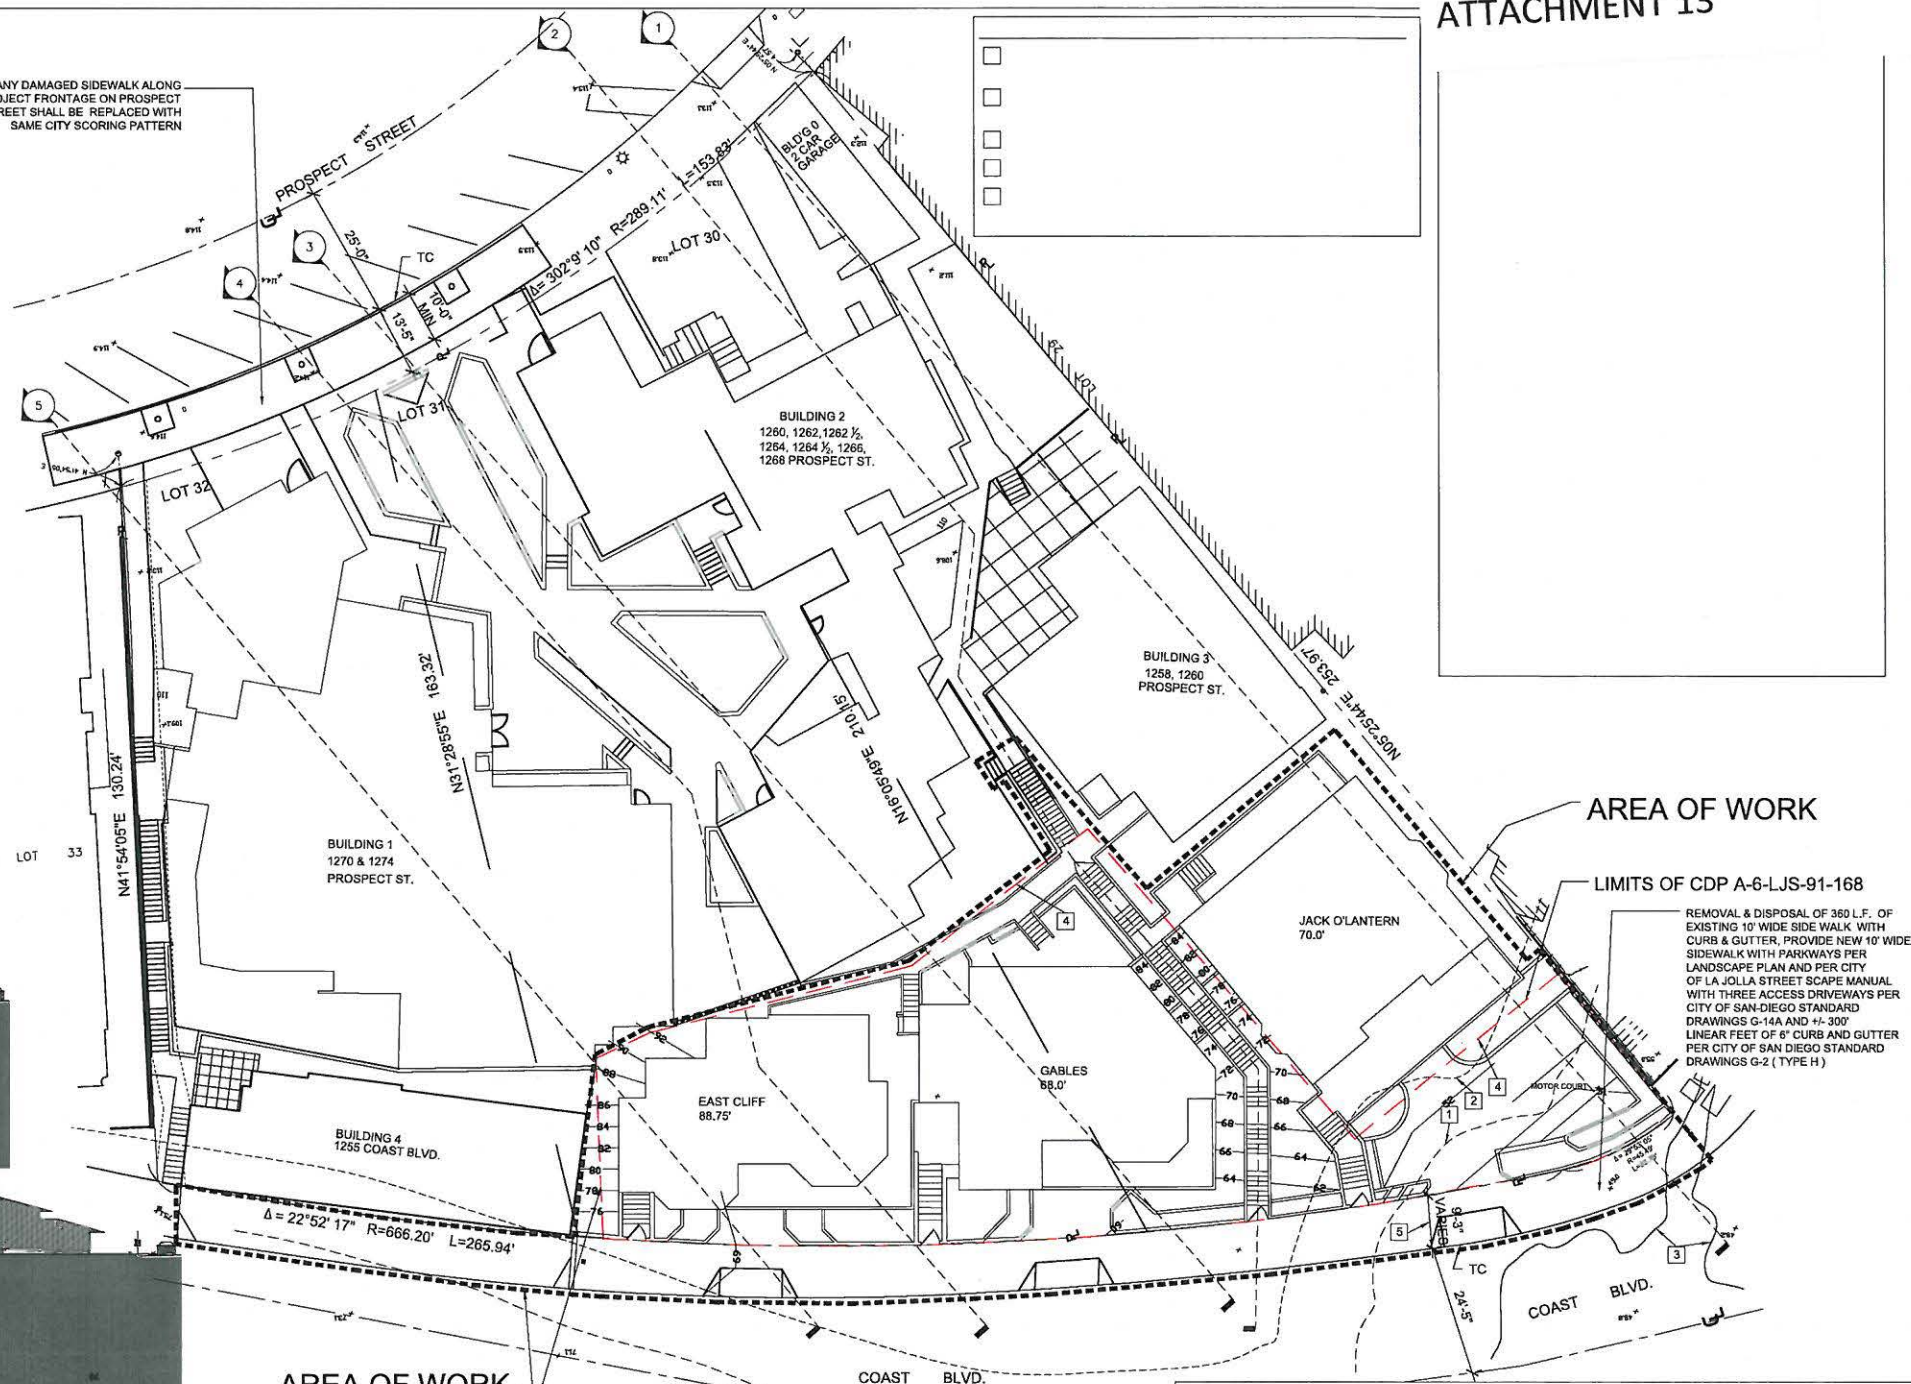 ATTACHMENT 13
ANY DAMAGED SIDEWALK ALONG
JECT FRONTAGE ON PROSPECT
REET SHALL BE REPLACED WITH
SAME CITY SCORING PATTERN
1
2
3
4
5
PROSPECT STREET
25'-0"
TC
10'-0"
MIN
13'-5"
Δ= 302°9' 10" R=289.11' L=153.83'
BLD'G 0
2 CAR
GARAGE
LOT 30
LOT 31
LOT 32
LOT 33
LOT 29
BUILDING 2
1260, 1262,1262 ½,
1264, 1264 ½, 1266,
1268 PROSPECT ST.
BUILDING 3
1258, 1260
PROSPECT ST.
N05°25'44"E 253.97'
N31°28'55"E 163.32'
N16°05'49"E 210.15'
N41°54'05"E 130.24'
BUILDING 1
1270 & 1274
PROSPECT ST.
AREA OF WORK
LIMITS OF CDP A-6-LJS-91-168
REMOVAL & DISPOSAL OF 360 L.F. OF
EXISTING 10' WIDE SIDE WALK WITH
CURB & GUTTER, PROVIDE NEW 10' WIDE
SIDEWALK WITH PARKWAYS PER
LANDSCAPE PLAN AND PER CITY
OF LA JOLLA STREET SCAPE MANUAL
WITH THREE ACCESS DRIVEWAYS PER
CITY OF SAN-DIEGO STANDARD
DRAWINGS G-14A AND +/- 300'
LINEAR FEET OF 6" CURB AND GUTTER
PER CITY OF SAN DIEGO STANDARD
DRAWINGS G-2 ( TYPE H )
JACK O'LANTERN
70.0'
GABLES
68.0'
EAST CLIFF
88.75'
BUILDING 4
1255 COAST BLVD.
MOTOR COURT
Δ = 22°52' 17" R=666.20' L=265.94'
9'-3"
VARIES
TC
24'-5"
COAST BLVD.
COAST BLVD.
AREA OF WORK